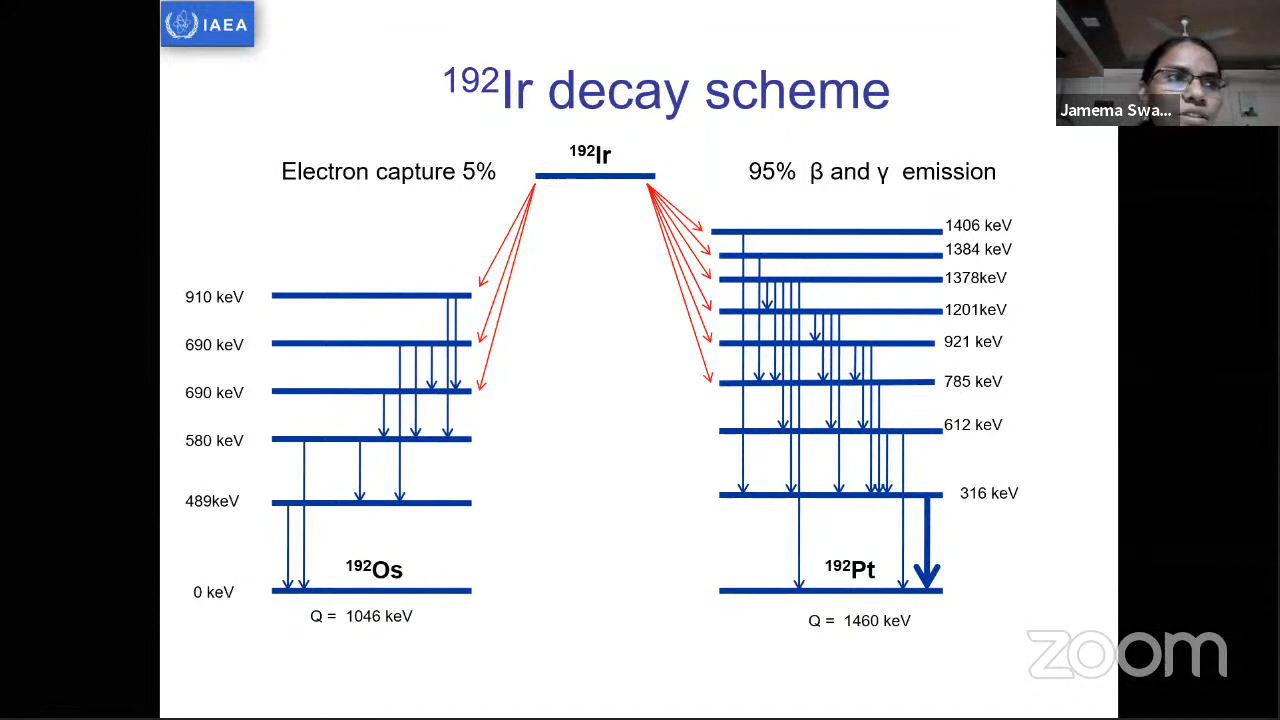 IAEA
Jamema Swa...
¹⁹²Ir decay scheme
Electron capture 5%
¹⁹²Ir
95% β and γ emission
1406 keV
1384 keV
1378keV
1201keV
921 keV
785 keV
612 keV
316 keV
910 keV
690 keV
690 keV
580 keV
489keV
0 keV
¹⁹²Os
Q = 1046 keV
¹⁹²Pt
Q = 1460 keV
zoom